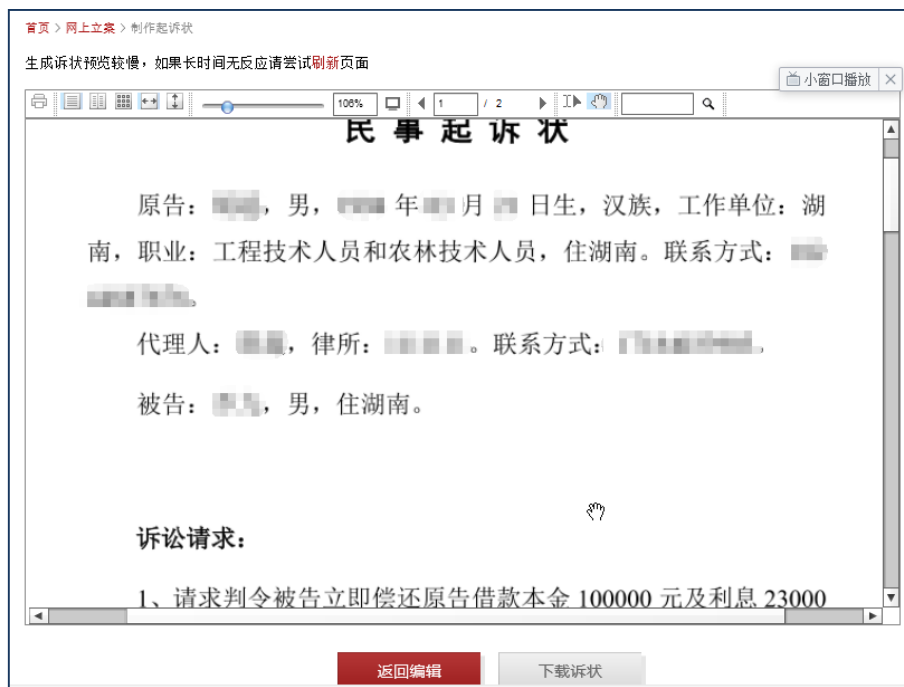 首页 > 网上立案 > 制作起诉状
生成诉状预览较慢，如果长时间无反应请尝试刷新页面
小窗口播放
106%
1 / 2
民 事 起 诉 状
原告： ，男， 年 月 日生，汉族，工作单位：湖
南，职业：工程技术人员和农林技术人员，住湖南。联系方式：
。
代理人： ，律所： 。联系方式： 。
被告： ，男，住湖南。
诉讼请求：
1、请求判令被告立即偿还原告借款本金 100000 元及利息 23000
返回编辑 下载诉状